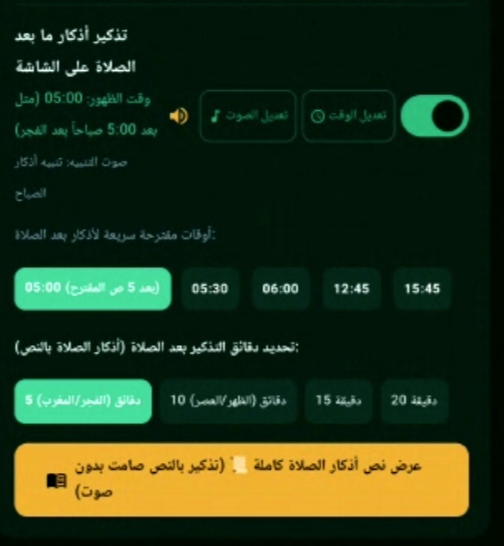 تذكير أذكار ما بعد
الصلاة على الشاشة
وقت الظهور: 05:00 (مثل
بعد 5:00 صباحاً بعد الفجر)
تعديل الصوت
تعديل الوقت
صوت التنبيه: تنبيه أذكار
الصباح
أوقات مقترحة سريعة لأذكار بعد الصلاة:
05:00 (بعد 5 ص المقترح)
05:30
06:00
12:45
15:45
تحديد دقائق التذكير بعد الصلاة (أذكار الصلاة بالنص):
5 دقائق (الفجر/المغرب)
10 دقائق (الظهر/العصر)
15 دقيقة
20 دقيقة
عرض نص أذكار الصلاة كاملة 📜 (تذكير بالنص صامت بدون
صوت)